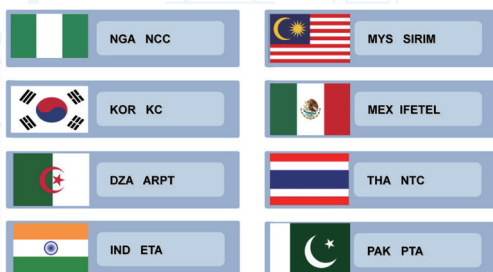 NGA NCC
MYS SIRIM
KOR KC
MEX IFETEL
DZA ARPT
THA NTC
IND ETA
PAK PTA